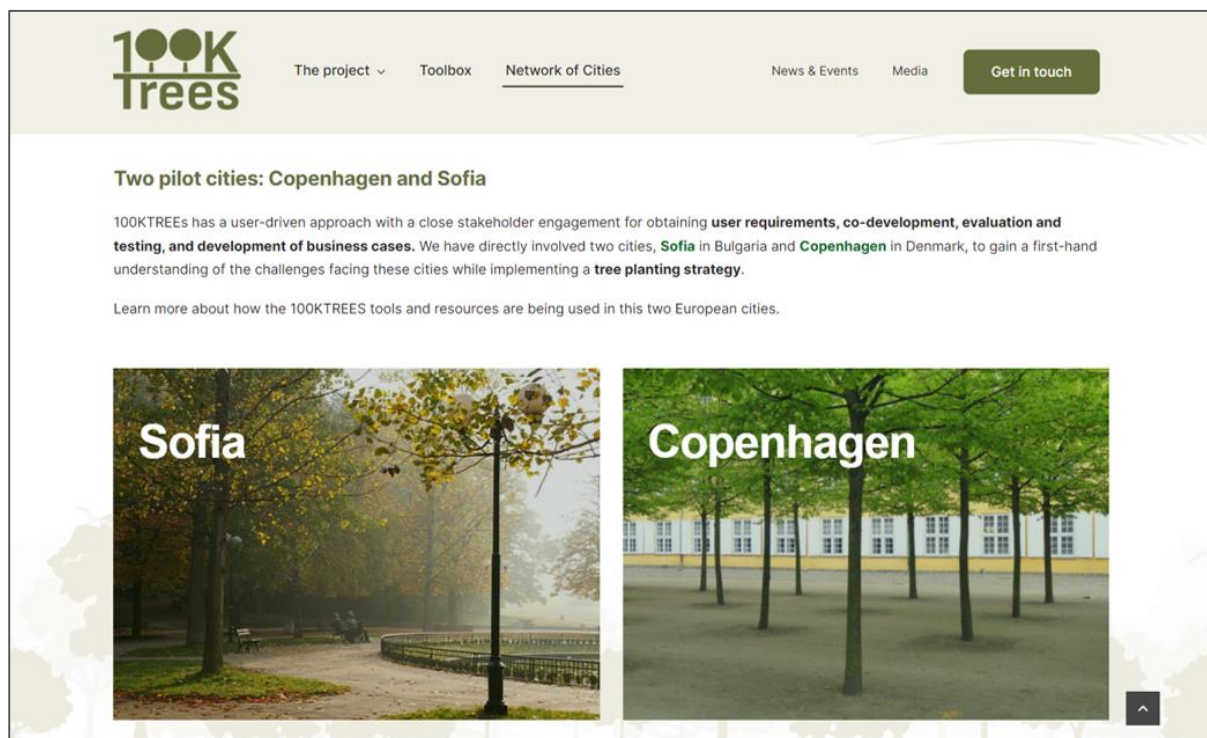 100K
Trees
The project
Toolbox
Network of Cities
News & Events
Media
Get in touch
Two pilot cities: Copenhagen and Sofia
100KTREEs has a user-driven approach with a close stakeholder engagement for obtaining user requirements, co-development, evaluation and
testing, and development of business cases. We have directly involved two cities, Sofia in Bulgaria and Copenhagen in Denmark, to gain a first-hand
understanding of the challenges facing these cities while implementing a tree planting strategy.
Learn more about how the 100KTREES tools and resources are being used in this two European cities.
Sofia
Copenhagen